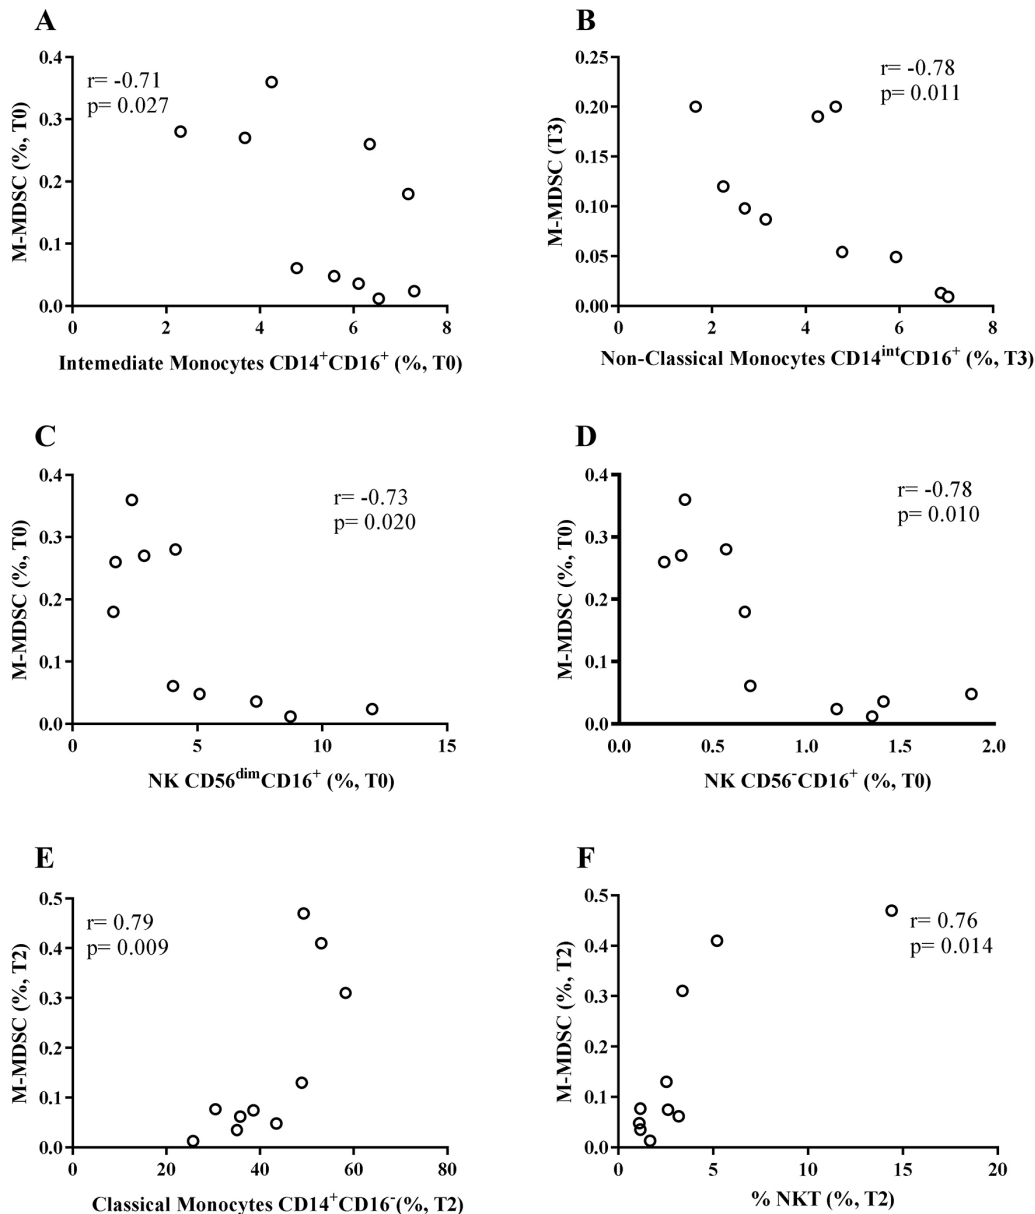 A
r= -0.71
p= 0.027
M-MDSC (%, T0)
0.4
0.3
0.2
0.1
0.0
0 2 4 6 8
Intemediate Monocytes CD14⁺CD16⁺ (%, T0)
B
r= -0.78
p= 0.011
M-MDSC (T3)
0.25
0.20
0.15
0.10
0.05
0.00
0 2 4 6 8
Non-Classical Monocytes CD14ⁱⁿᵗCD16⁺ (%, T3)
C
r= -0.73
p= 0.020
M-MDSC (%, T0)
0.4
0.3
0.2
0.1
0.0
0 5 10 15
NK CD56ᵈⁱᵐCD16⁺ (%, T0)
D
r= -0.78
p= 0.010
M-MDSC (%, T0)
0.4
0.3
0.2
0.1
0.0
0.0 0.5 1.0 1.5 2.0
NK CD56⁻CD16⁺ (%, T0)
E
r= 0.79
p= 0.009
M-MDSC (%, T2)
0.5
0.4
0.3
0.2
0.1
0.0
0 20 40 60 80
Classical Monocytes CD14⁺CD16⁻(%, T2)
F
r= 0.76
p= 0.014
M-MDSC (%, T2)
0.5
0.4
0.3
0.2
0.1
0.0
0 5 10 15 20
% NKT (%, T2)